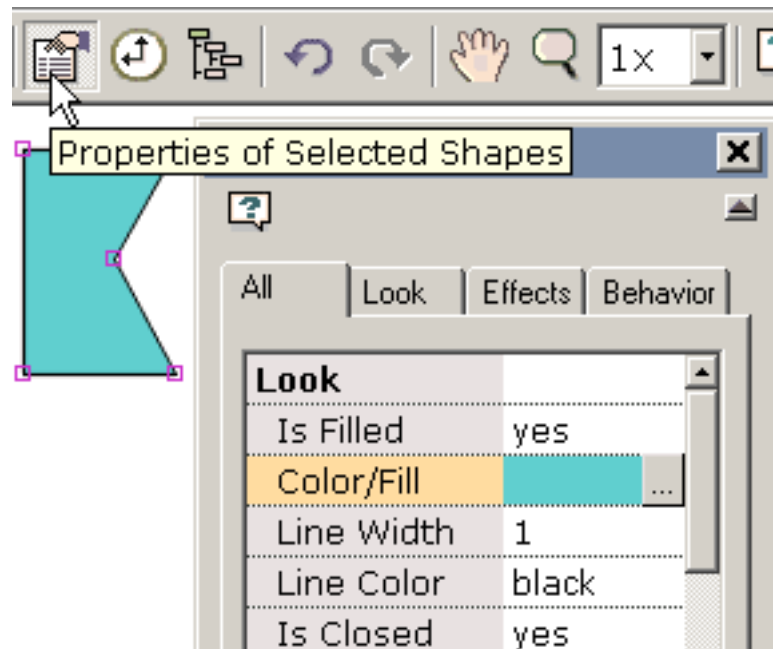 1×
Properties of Selected Shapes
All Look Effects Behavior
Look
Is Filled yes
Color/Fill ...
Line Width 1
Line Color black
Is Closed yes